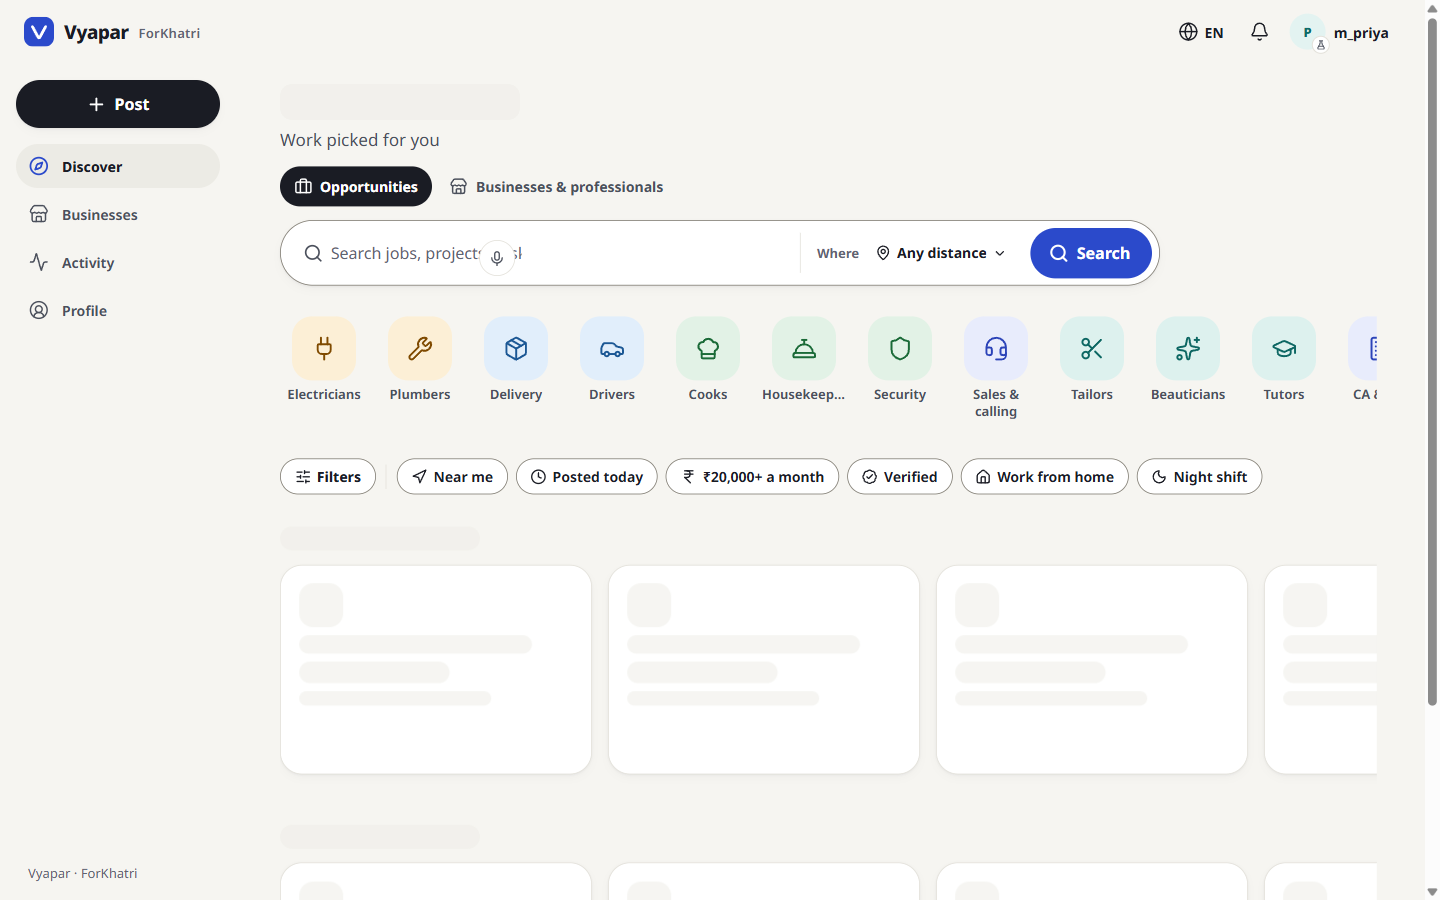 Vyapar ForKhatri
EN
P
m_priya
Post
Discover
Businesses
Activity
Profile
Work picked for you
Opportunities
Businesses & professionals
Search jobs, projects
Where
Any distance
Search
Electricians
Plumbers
Delivery
Drivers
Cooks
Housekeep...
Security
Sales &
calling
Tailors
Beauticians
Tutors
CA
Filters
Near me
Posted today
₹20,000+ a month
Verified
Work from home
Night shift
Vyapar · ForKhatri